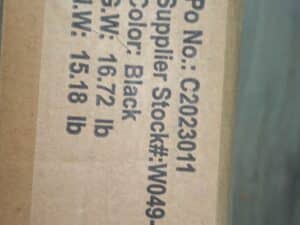 Po No.: C2023011
Supplier Stock#:W049-
Color: Black
G.W: 16.72 lb
N.W: 15.18 lb